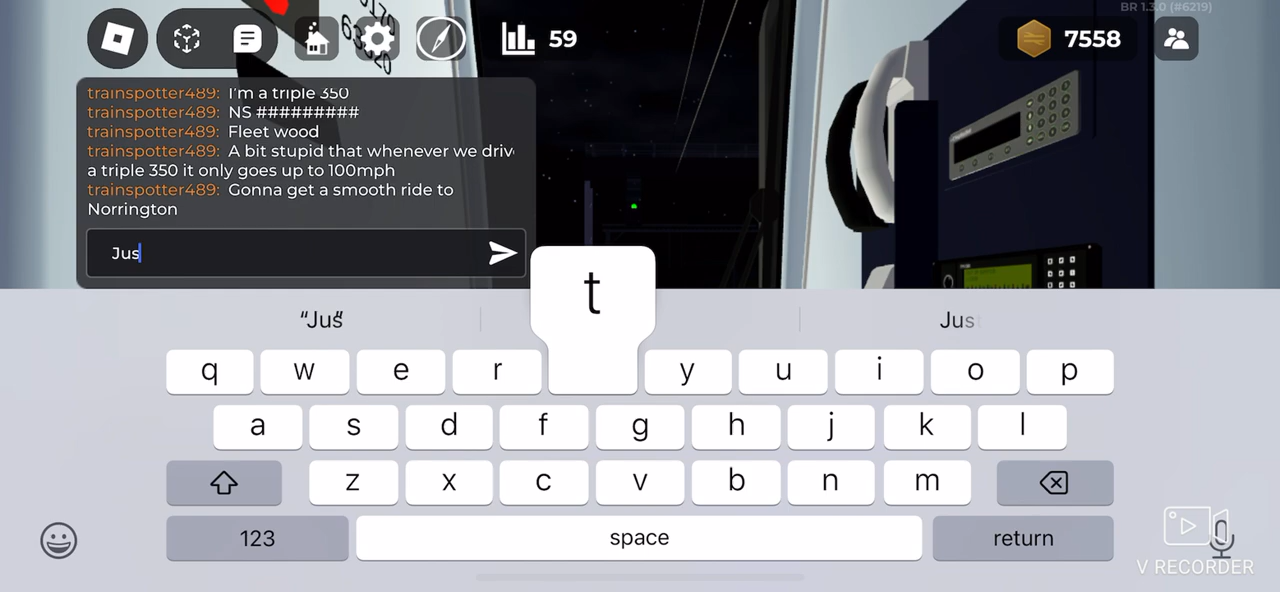 BR 1.3.0 (#6219)
59
7558
trainspotter489: I'm a triple 350
trainspotter489: NS #########
trainspotter489: Fleet wood
trainspotter489: A bit stupid that whenever we driv
a triple 350 it only goes up to 100mph
trainspotter489: Gonna get a smooth ride to
Norrington
Jus
t
“Jus” Jus
q w e r y u i o p
a s d f g h j k l
z x c v b n m
123 space return
V RECORDER